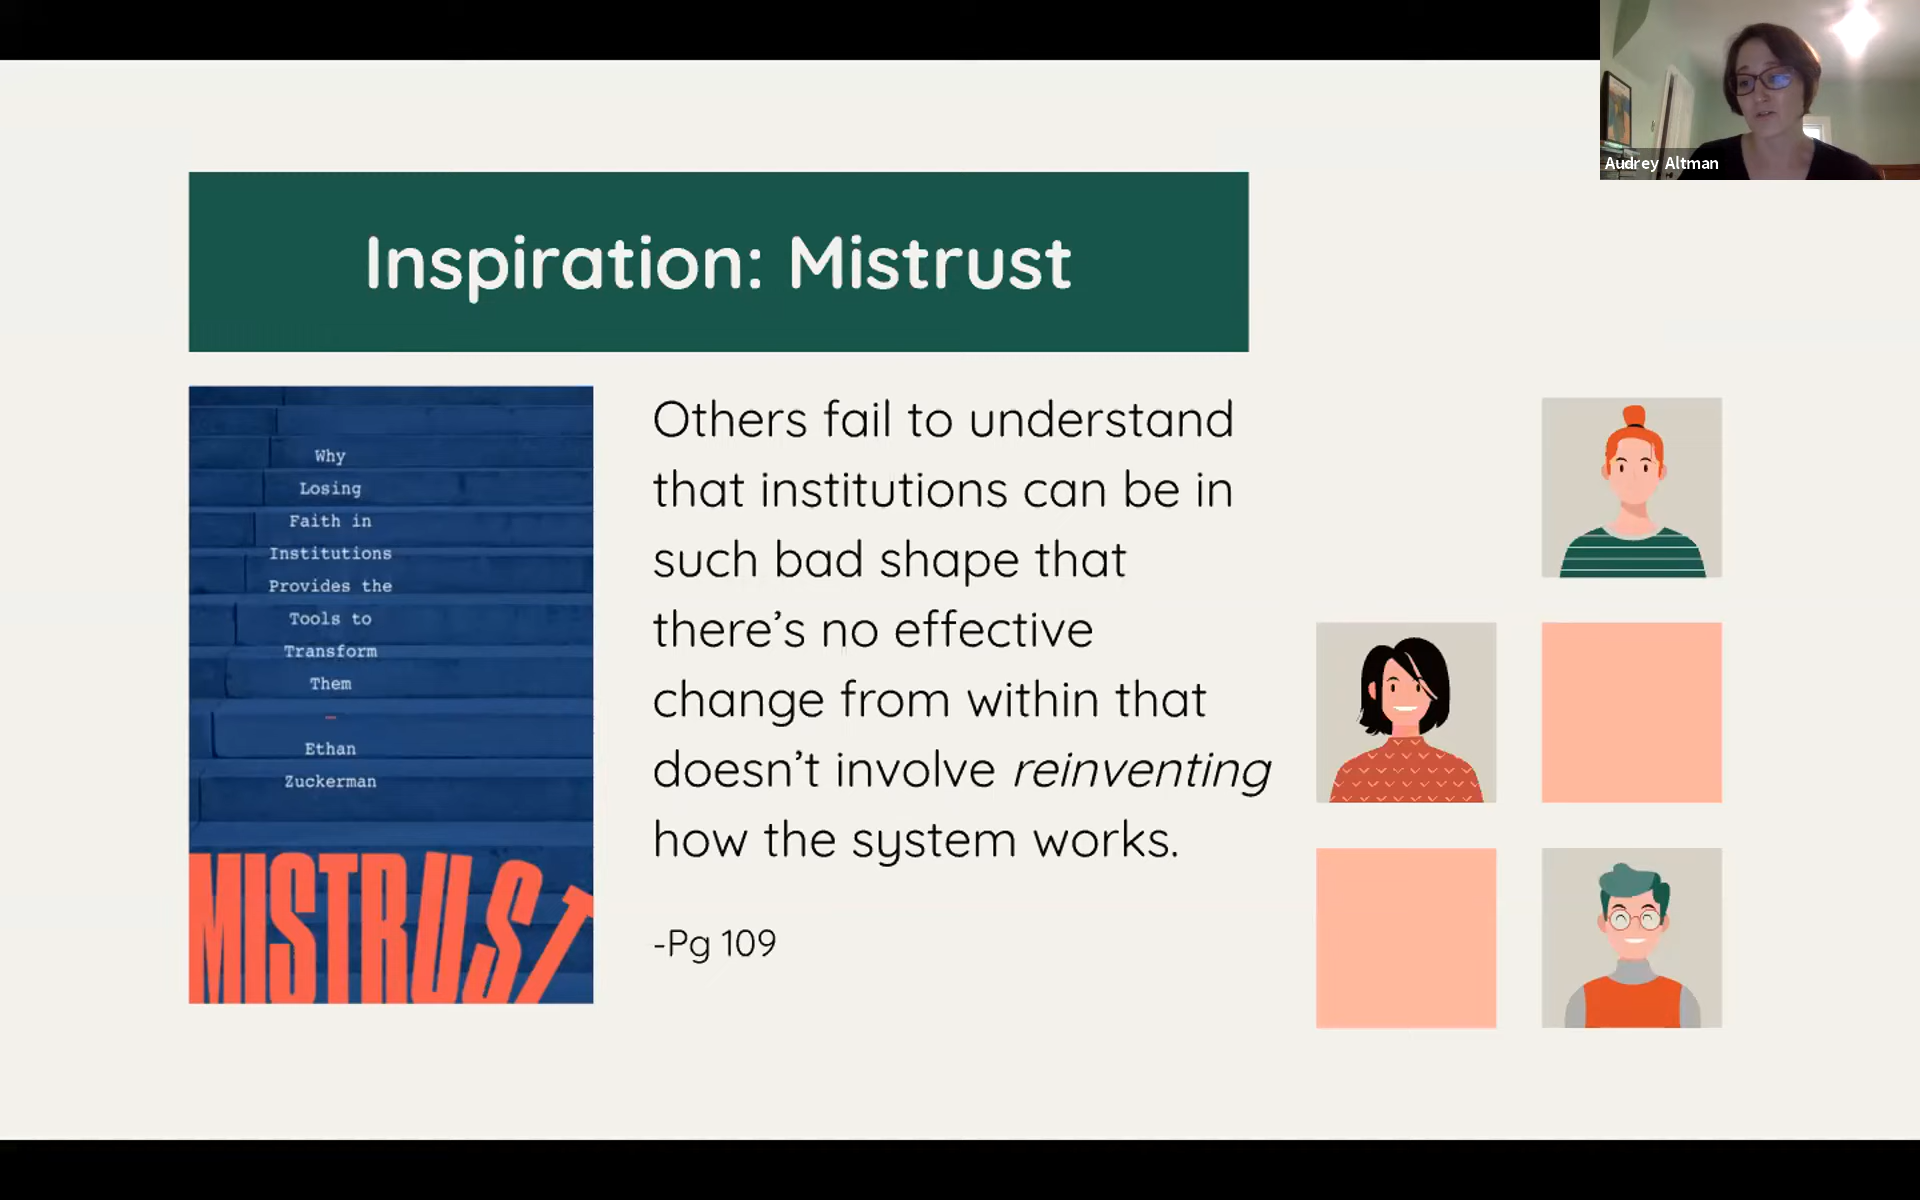 Audrey Altman
Inspiration: Mistrust
Why
Losing
Faith in
Institutions
Provides the
Tools to
Transform
Them
—
Ethan
Zuckerman
MISTRUST
Others fail to understand
that institutions can be in
such bad shape that
there’s no effective
change from within that
doesn’t involve reinventing
how the system works.
-Pg 109